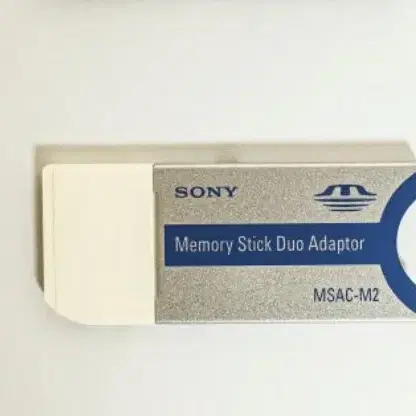 SONY
Memory Stick Duo Adaptor
MSAC-M2